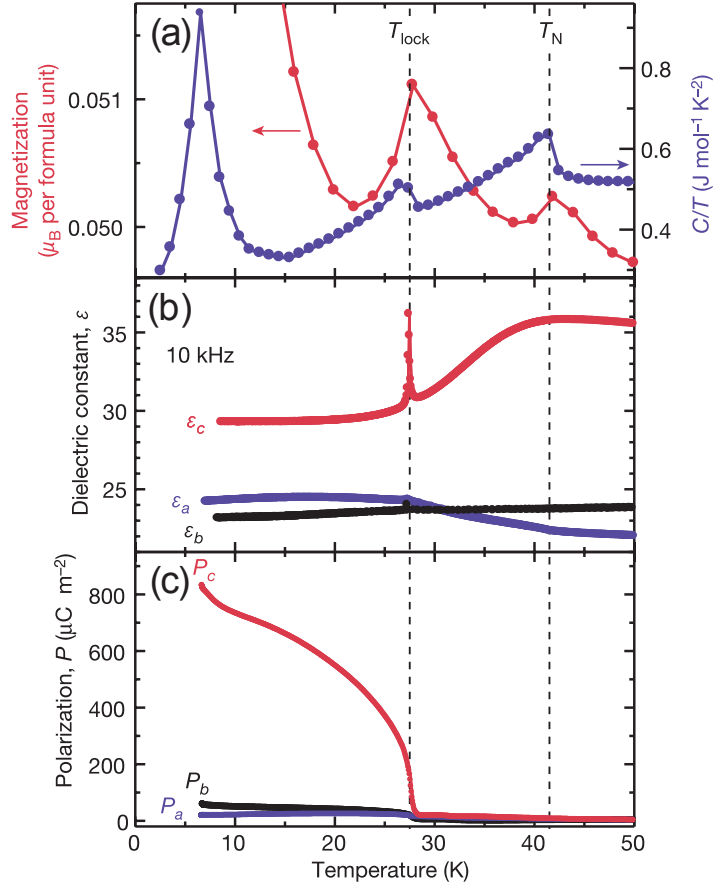 (a)
T_lock
T_N
Magnetization
(μ_B per formula unit)
0.051
0.050
0.8
0.6
0.4
C/T (J mol⁻¹ K⁻²)
(b)
10 kHz
Dielectric constant, ε
35
30
25
ε_c
ε_a
ε_b
(c)
P_c
P_b
P_a
Polarization, P (μC m⁻²)
800
600
400
200
0
0 10 20 30 40 50
Temperature (K)